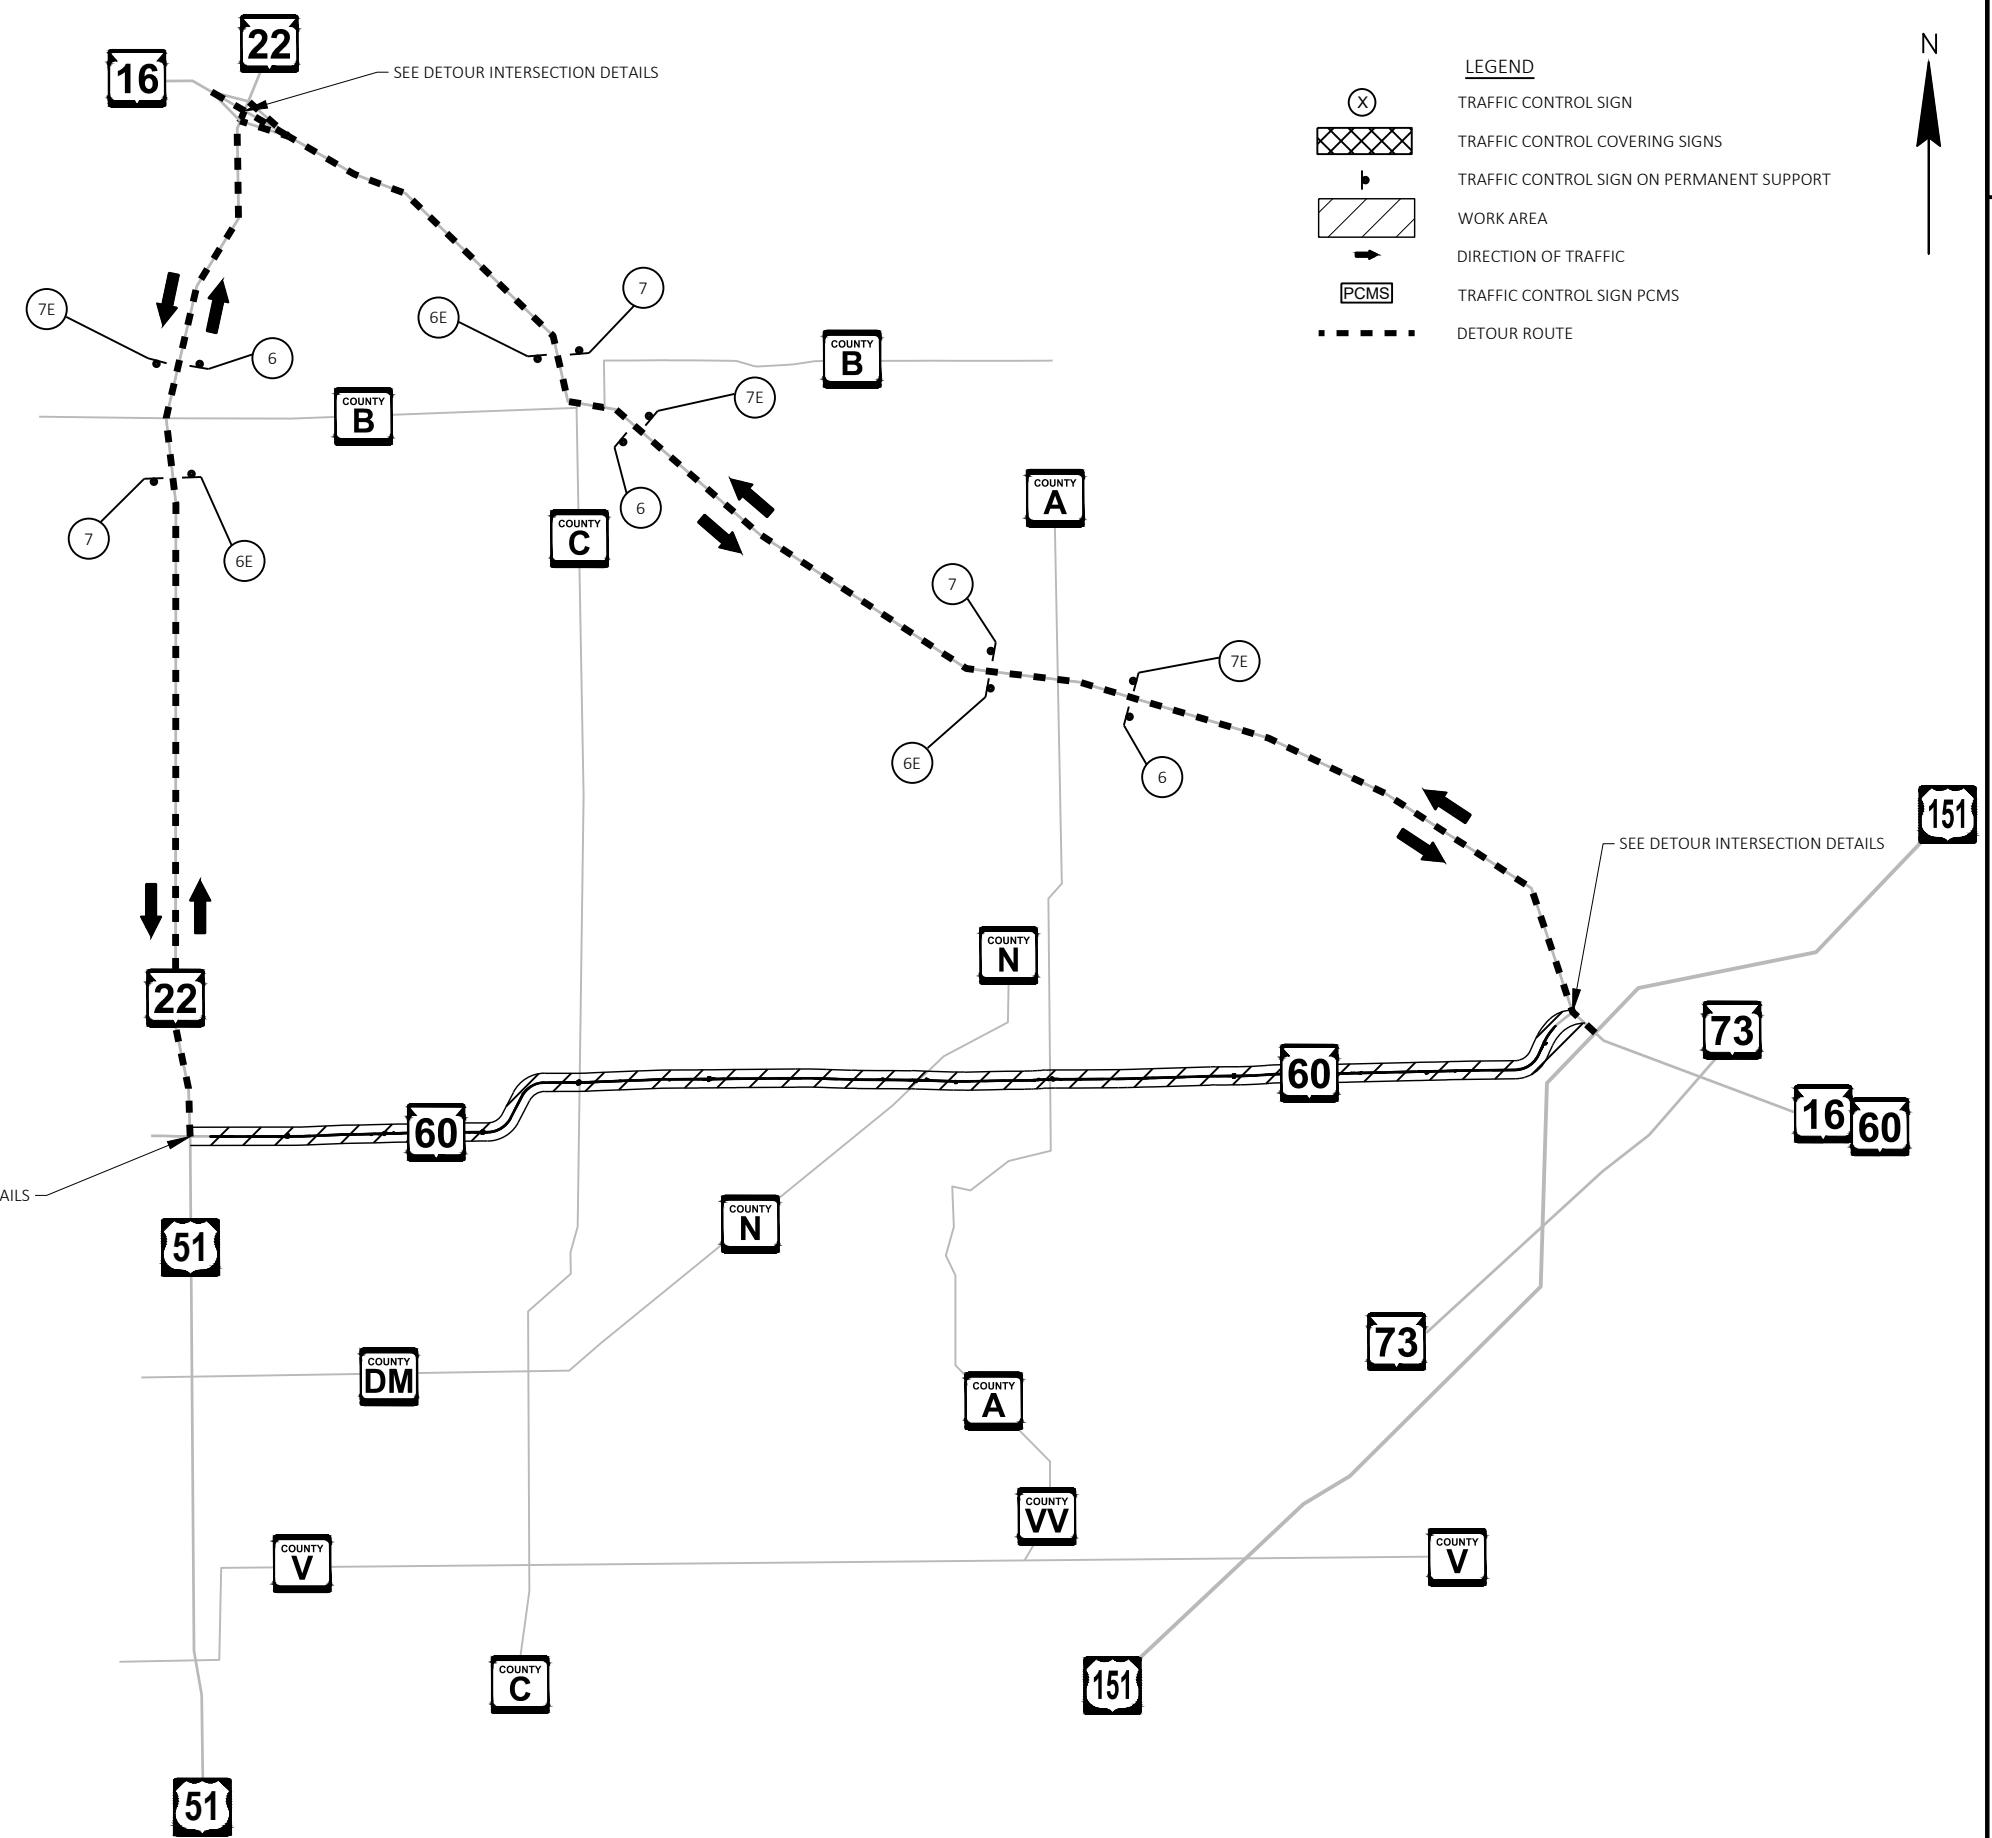 22
16
SEE DETOUR INTERSECTION DETAILS
LEGEND
X
TRAFFIC CONTROL SIGN
TRAFFIC CONTROL COVERING SIGNS
TRAFFIC CONTROL SIGN ON PERMANENT SUPPORT
WORK AREA
DIRECTION OF TRAFFIC
PCMS
TRAFFIC CONTROL SIGN PCMS
DETOUR ROUTE
N
7E
6
6E
7
COUNTY
B
COUNTY
B
7E
6
7
6E
COUNTY
C
COUNTY
A
7
7E
6E
6
151
SEE DETOUR INTERSECTION DETAILS
COUNTY
N
22
73
60
16
60
60
AILS
51
COUNTY
N
73
COUNTY
DM
COUNTY
A
COUNTY
VV
COUNTY
V
COUNTY
V
COUNTY
C
151
51